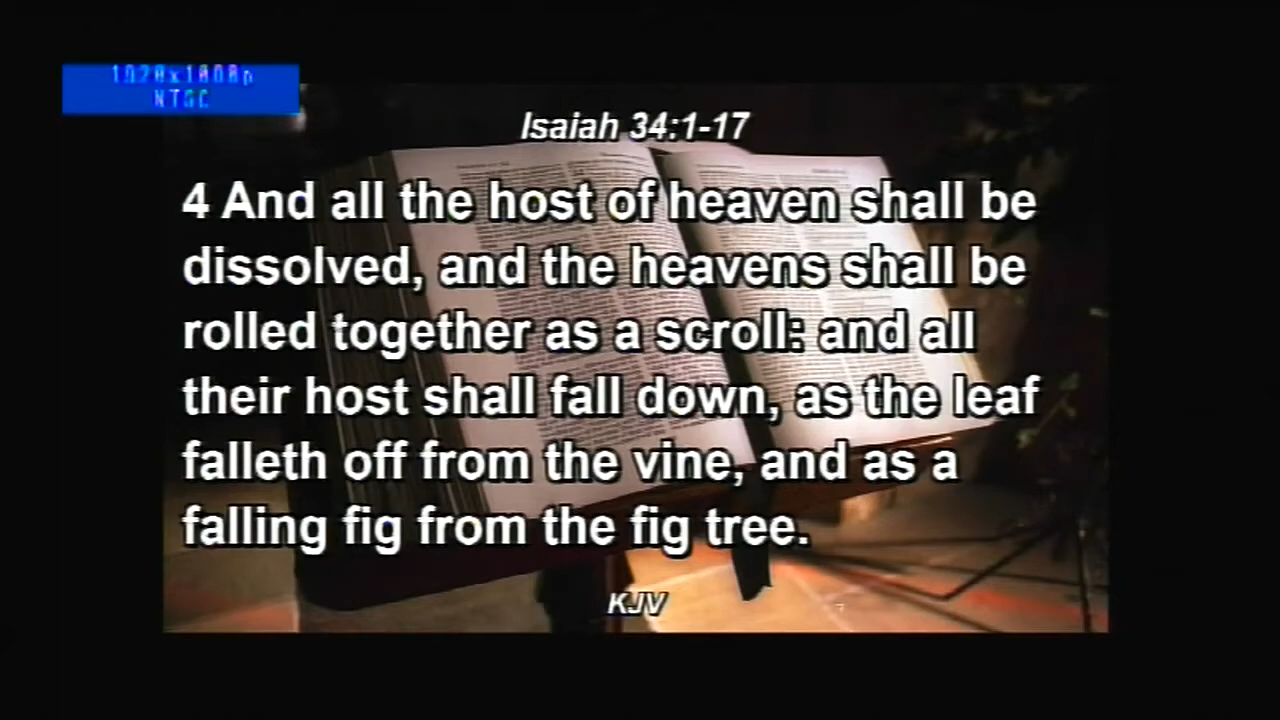 1920x1080p
NTSC
Isaiah 34:1-17
4 And all the host of heaven shall be
dissolved, and the heavens shall be
rolled together as a scroll: and all
their host shall fall down, as the leaf
falleth off from the vine, and as a
falling fig from the fig tree.
KJV